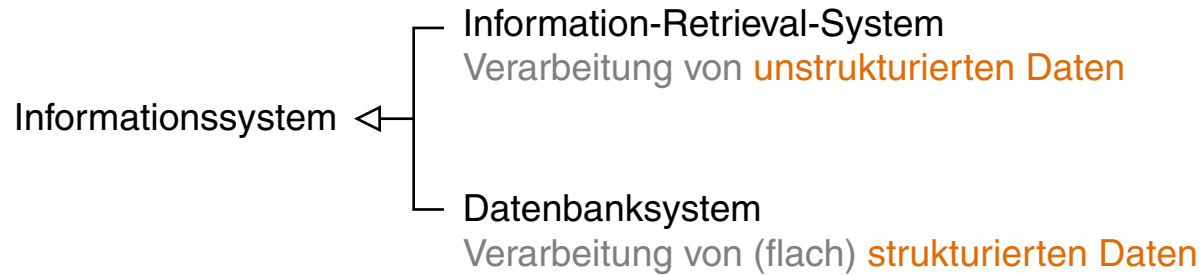 Information-Retrieval-System
Verarbeitung von unstrukturierten Daten
Informationssystem
Datenbanksystem
Verarbeitung von (flach) strukturierten Daten